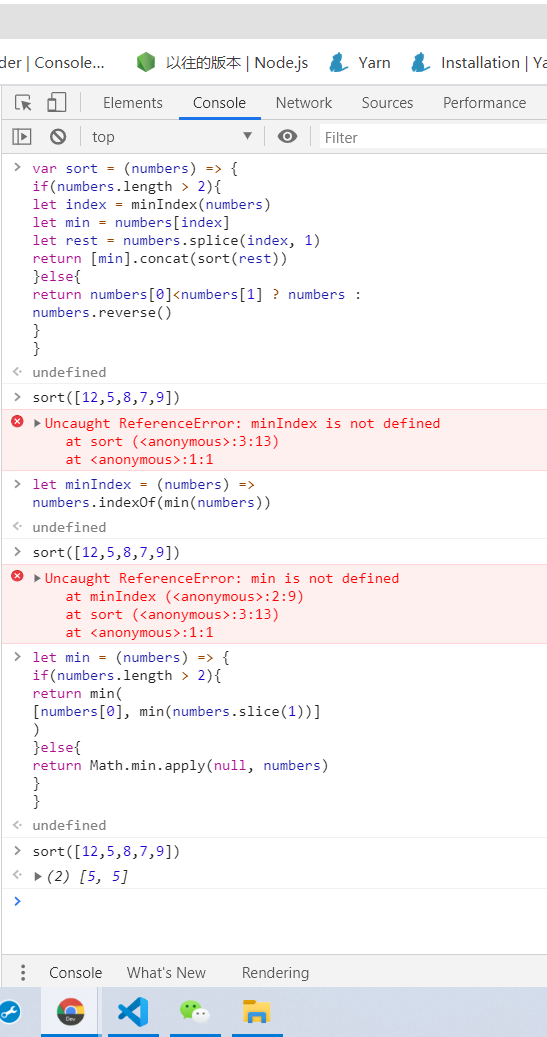 der | Console... 以往的版本 | Node.js Yarn Installation | Ya
Elements Console Network Sources Performance
top Filter
var sort = (numbers) => {
if(numbers.length > 2){
let index = minIndex(numbers)
let min = numbers[index]
let rest = numbers.splice(index, 1)
return [min].concat(sort(rest))
}else{
return numbers[0]<numbers[1] ? numbers :
numbers.reverse()
}
}
undefined
sort([12,5,8,7,9])
Uncaught ReferenceError: minIndex is not defined
at sort (<anonymous>:3:13)
at <anonymous>:1:1
let minIndex = (numbers) =>
numbers.indexOf(min(numbers))
undefined
sort([12,5,8,7,9])
Uncaught ReferenceError: min is not defined
at minIndex (<anonymous>:2:9)
at sort (<anonymous>:3:13)
at <anonymous>:1:1
let min = (numbers) => {
if(numbers.length > 2){
return min(
[numbers[0], min(numbers.slice(1))]
)
}else{
return Math.min.apply(null, numbers)
}
}
undefined
sort([12,5,8,7,9])
(2) [5, 5]
Console What's New Rendering
Dev